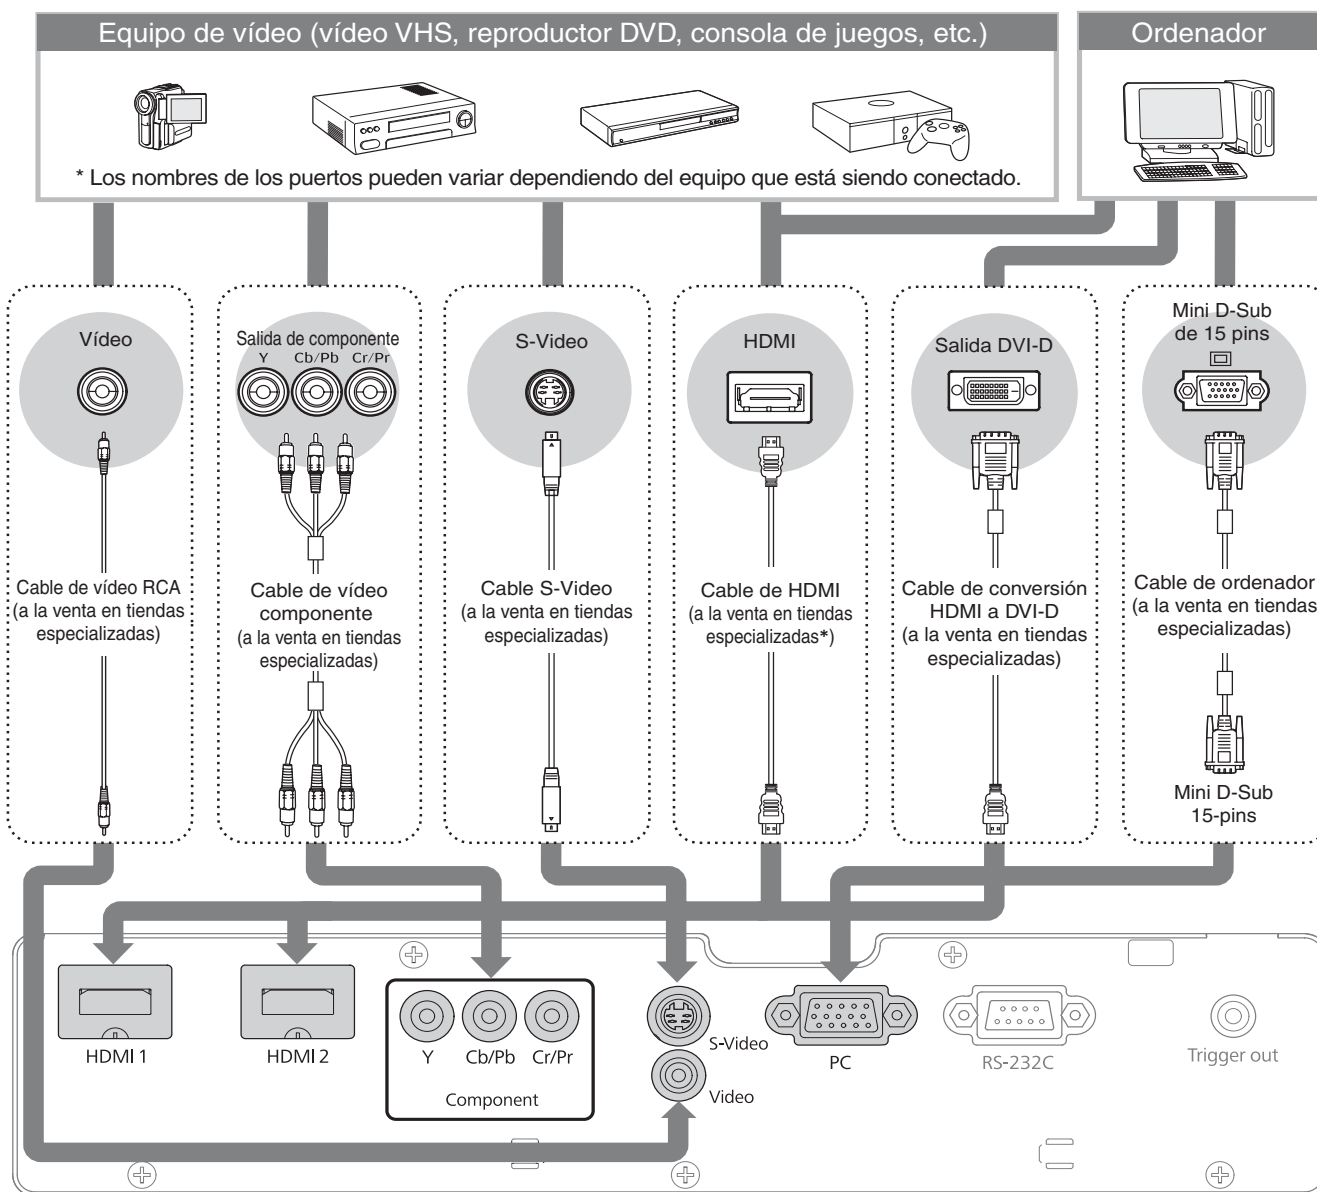 Equipo de vídeo (vídeo VHS, reproductor DVD, consola de juegos, etc.)
Ordenador
* Los nombres de los puertos pueden variar dependiendo del equipo que está siendo conectado.
Vídeo
Salida de componente
Y Cb/Pb Cr/Pr
S-Video
HDMI
Salida DVI-D
Mini D-Sub
de 15 pins
Cable de vídeo RCA
(a la venta en tiendas
especializadas)
Cable de vídeo
componente
(a la venta en tiendas
especializadas)
Cable S-Video
(a la venta en tiendas
especializadas)
Cable de HDMI
(a la venta en tiendas
especializadas*)
Cable de conversión
HDMI a DVI-D
(a la venta en tiendas
especializadas)
Cable de ordenador
(a la venta en tiendas
especializadas)
Mini D-Sub
15-pins
HDMI 1
HDMI 2
Y Cb/Pb Cr/Pr
Component
S-Video
Video
PC
RS-232C
Trigger out